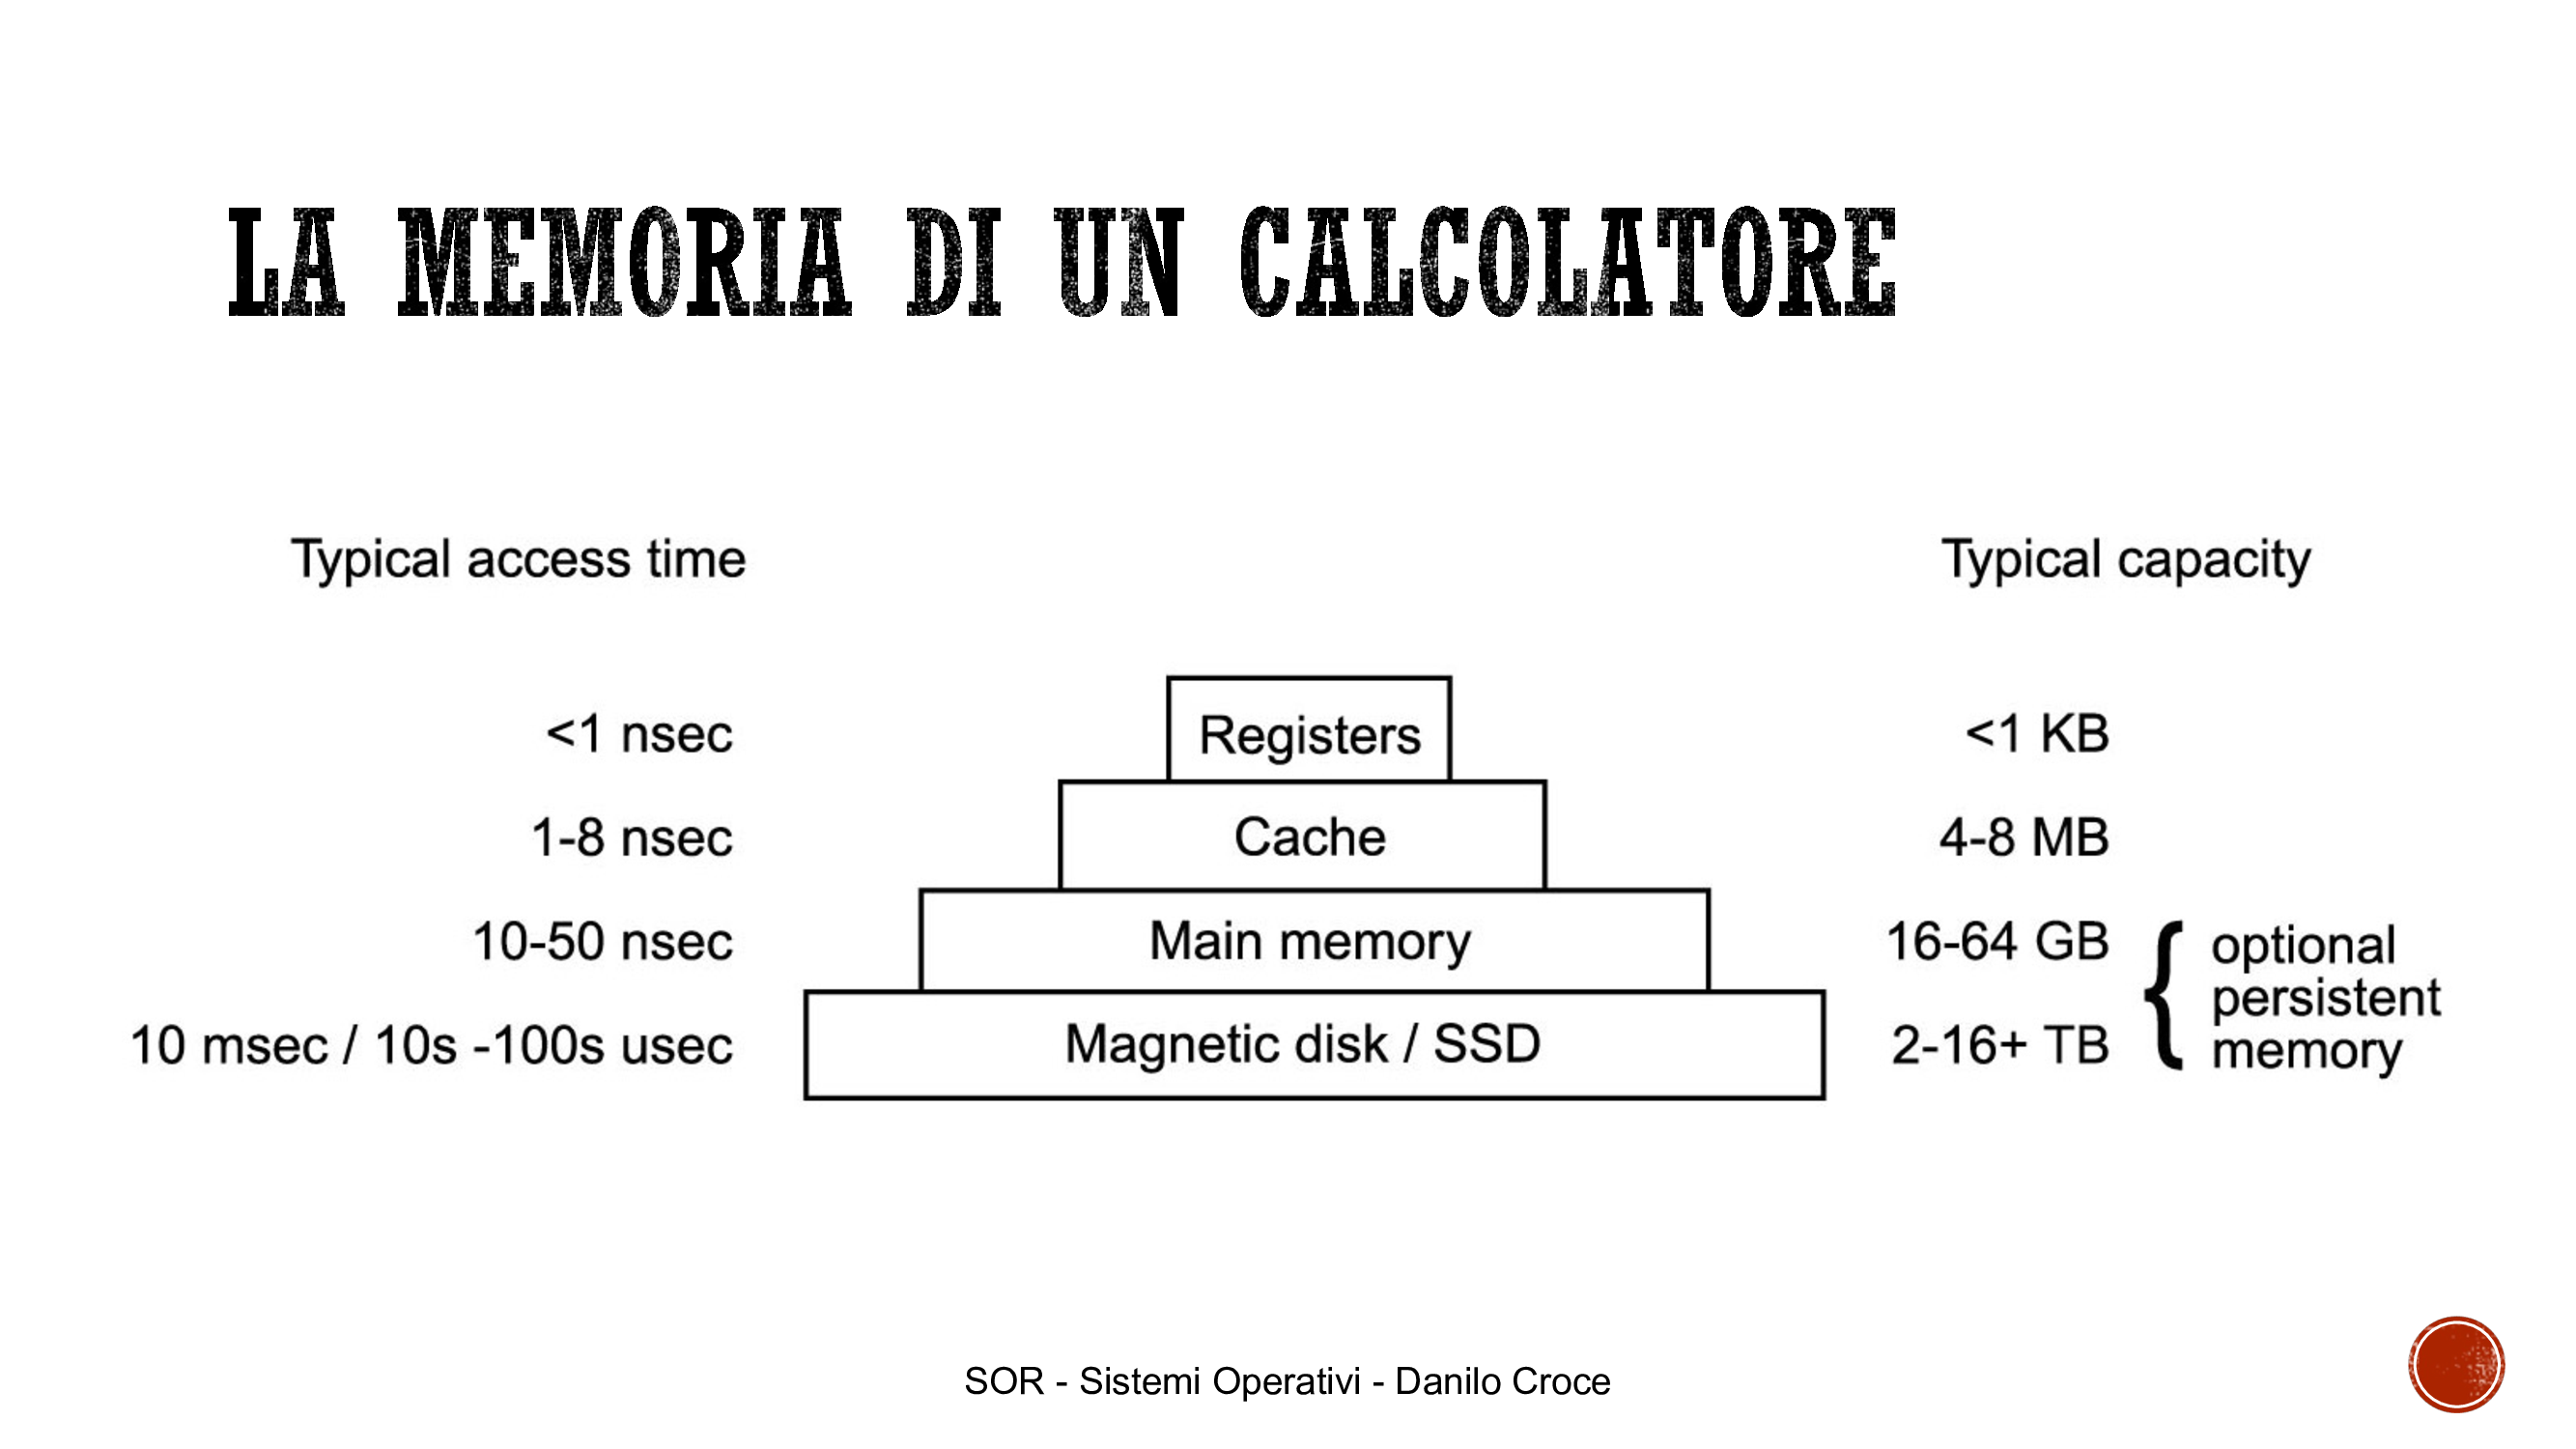 LA MEMORIA DI UN CALCOLATORE
Typical access time
Typical capacity
<1 nsec
Registers
<1 KB
1-8 nsec
Cache
4-8 MB
10-50 nsec
Main memory
16-64 GB
10 msec / 10s -100s usec
Magnetic disk / SSD
2-16+ TB
{
optional
persistent
memory
SOR - Sistemi Operativi - Danilo Croce